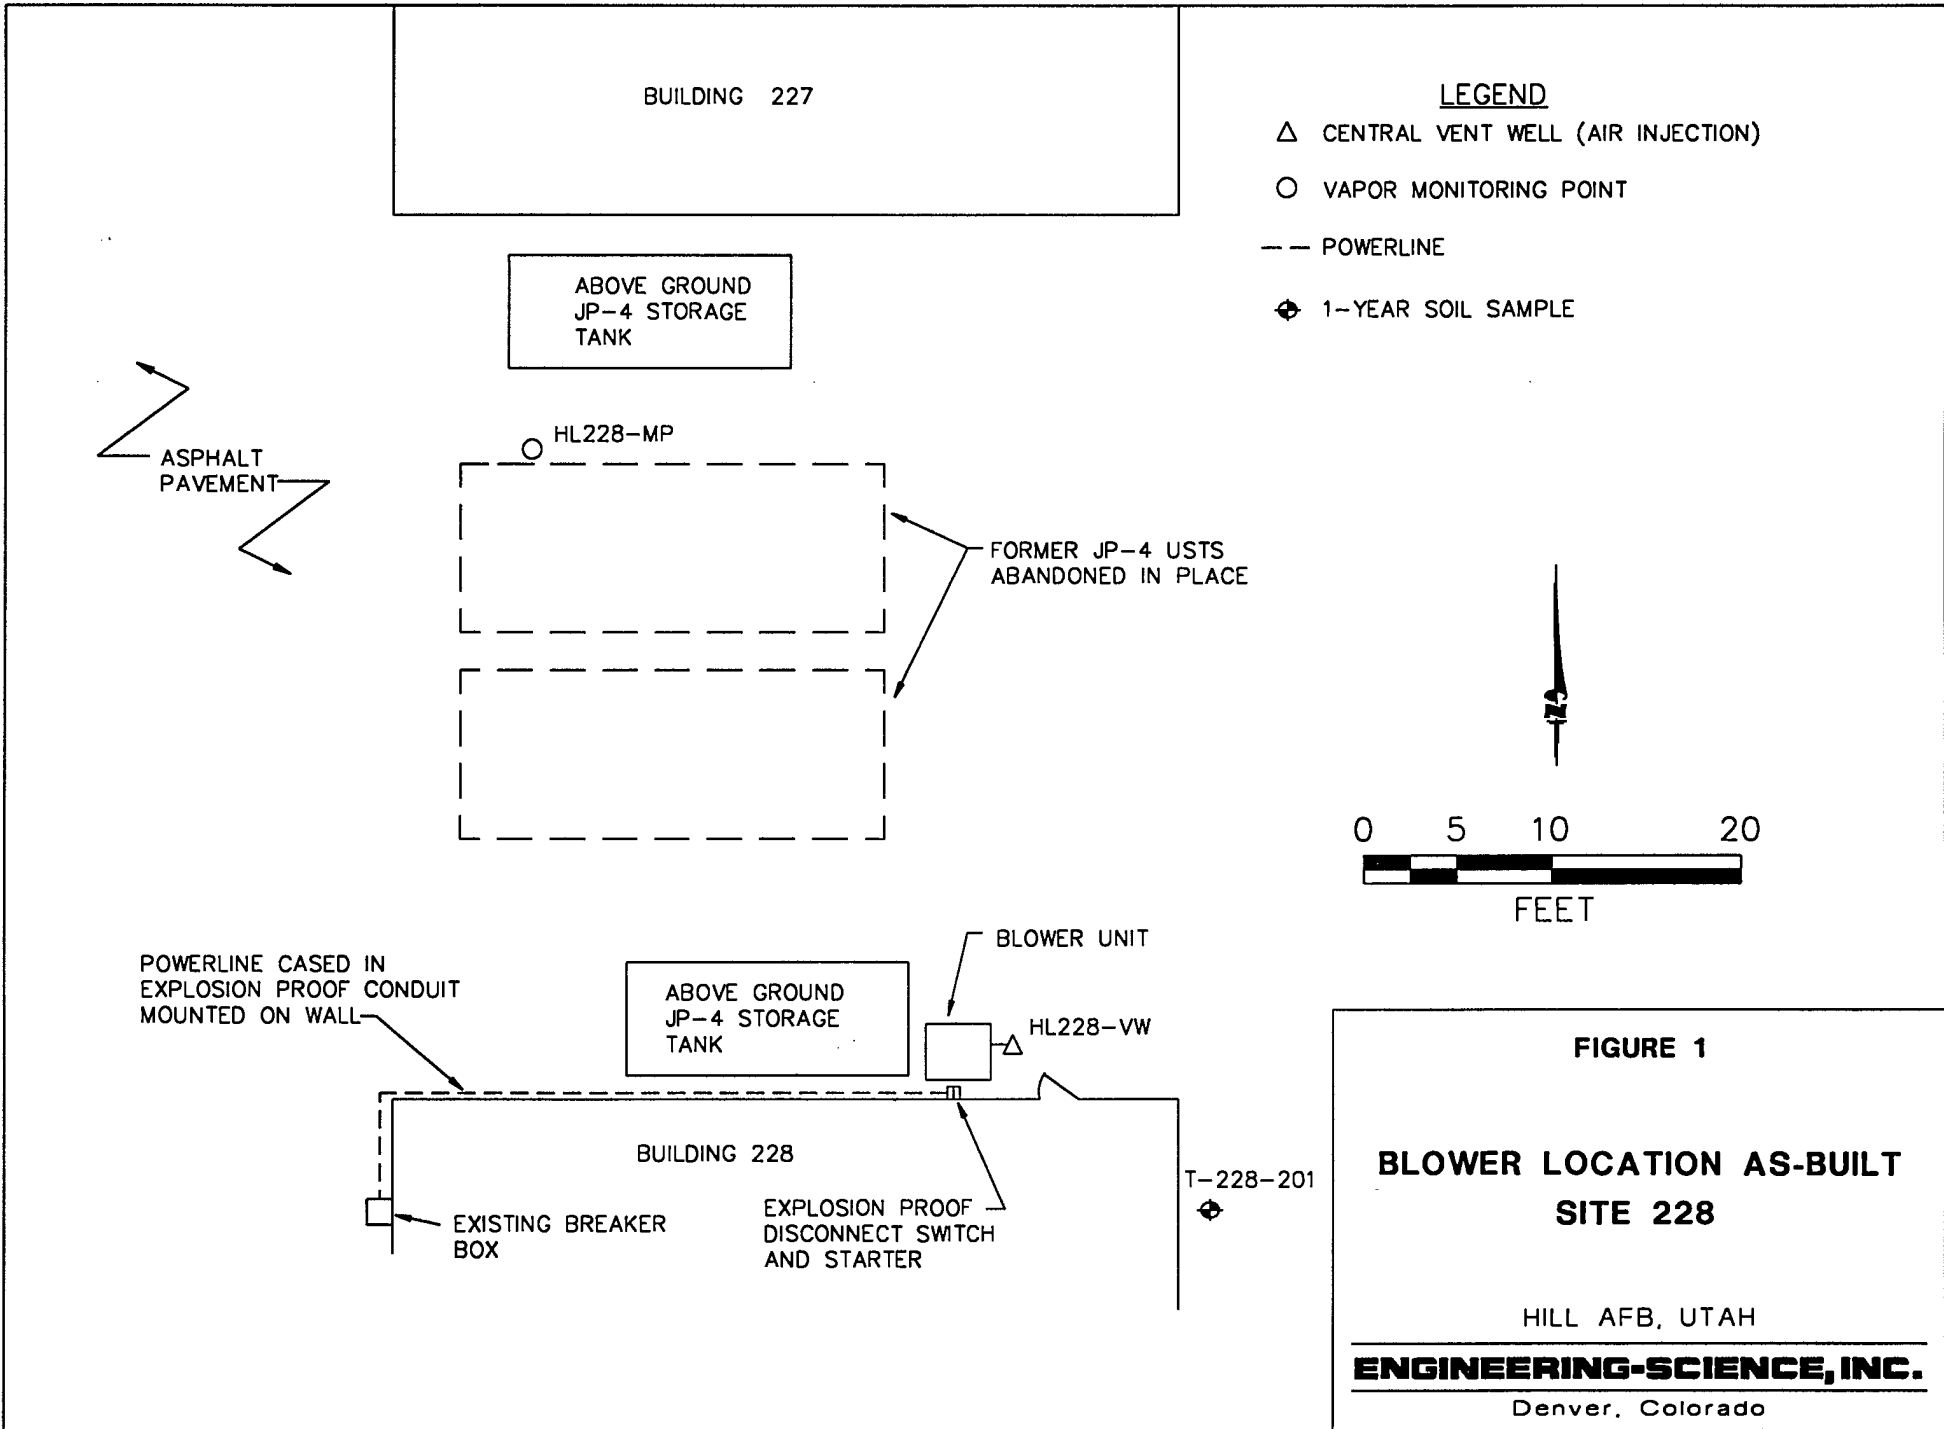 BUILDING 227
LEGEND
CENTRAL VENT WELL (AIR INJECTION)
VAPOR MONITORING POINT
POWERLINE
1-YEAR SOIL SAMPLE
ABOVE GROUND
JP-4 STORAGE
TANK
HL228-MP
ASPHALT
PAVEMENT
FORMER JP-4 USTS
ABANDONED IN PLACE
N
0 5 10 20
FEET
BLOWER UNIT
POWERLINE CASED IN
EXPLOSION PROOF CONDUIT
MOUNTED ON WALL
ABOVE GROUND
JP-4 STORAGE
TANK
HL228-VW
BUILDING 228
T-228-201
EXISTING BREAKER
BOX
EXPLOSION PROOF
DISCONNECT SWITCH
AND STARTER
FIGURE 1
BLOWER LOCATION AS-BUILT
SITE 228
HILL AFB, UTAH
ENGINEERING-SCIENCE, INC.
Denver, Colorado